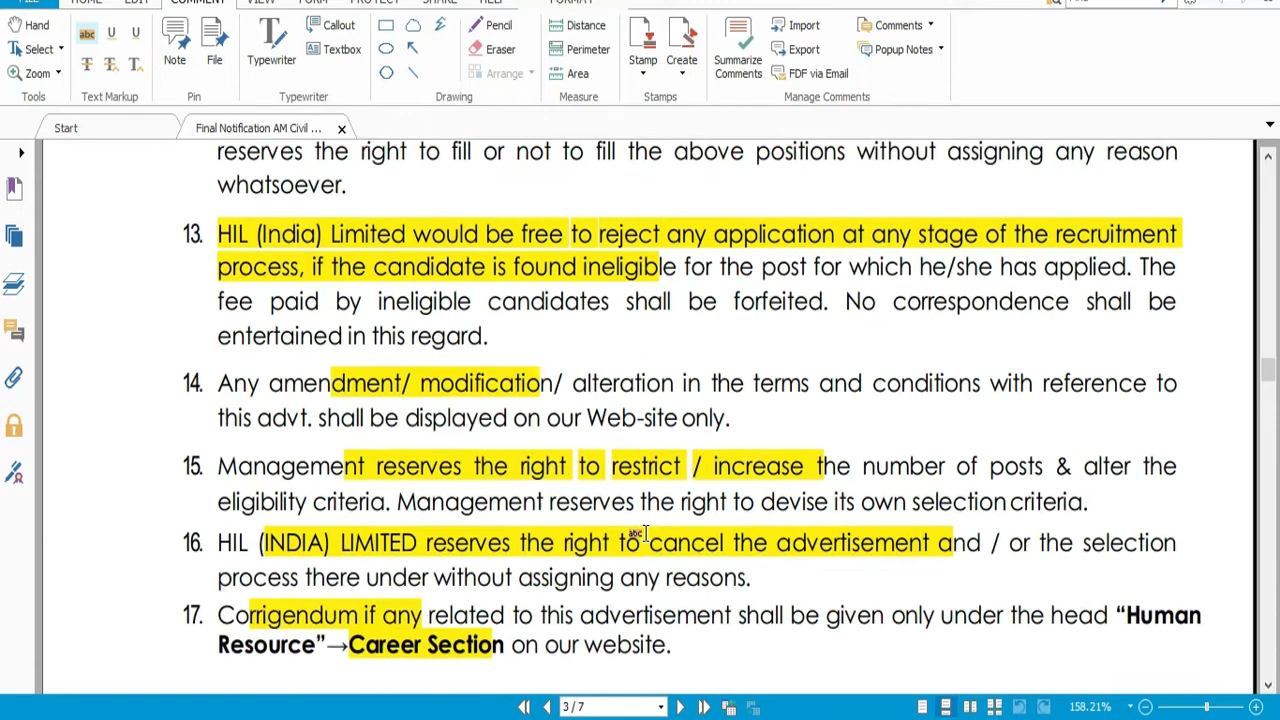 FILE HOME COMMENT VIEW FORM PROTECT SHARE HELP FORMAT
Hand
Select
Zoom
Tools
abc U U
T T T
Text Markup
Note
File
Pin
Typewriter
Callout
Textbox
Typewriter
Pencil
Eraser
Arrange
Drawing
Distance
Perimeter
Area
Measure
Stamp
Create
Stamps
Summarize
Comments
Import
Export
FDF via Email
Comments
Popup Notes
Manage Comments
Start
Final Notification AM Civil ... x
reserves the right to fill or not to fill the above positions without assigning any reason
whatsoever.
13. HIL (India) Limited would be free to reject any application at any stage of the recruitment
process, if the candidate is found ineligible for the post for which he/she has applied. The
fee paid by ineligible candidates shall be forfeited. No correspondence shall be
entertained in this regard.
14. Any amendment/ modification/ alteration in the terms and conditions with reference to
this advt. shall be displayed on our Web-site only.
15. Management reserves the right to restrict / increase the number of posts & alter the
eligibility criteria. Management reserves the right to devise its own selection criteria.
16. HIL (INDIA) LIMITED reserves the right to cancel the advertisement and / or the selection
process there under without assigning any reasons.
17. Corrigendum if any related to this advertisement shall be given only under the head “Human
Resource”→Career Section on our website.
3 / 7
158.21%